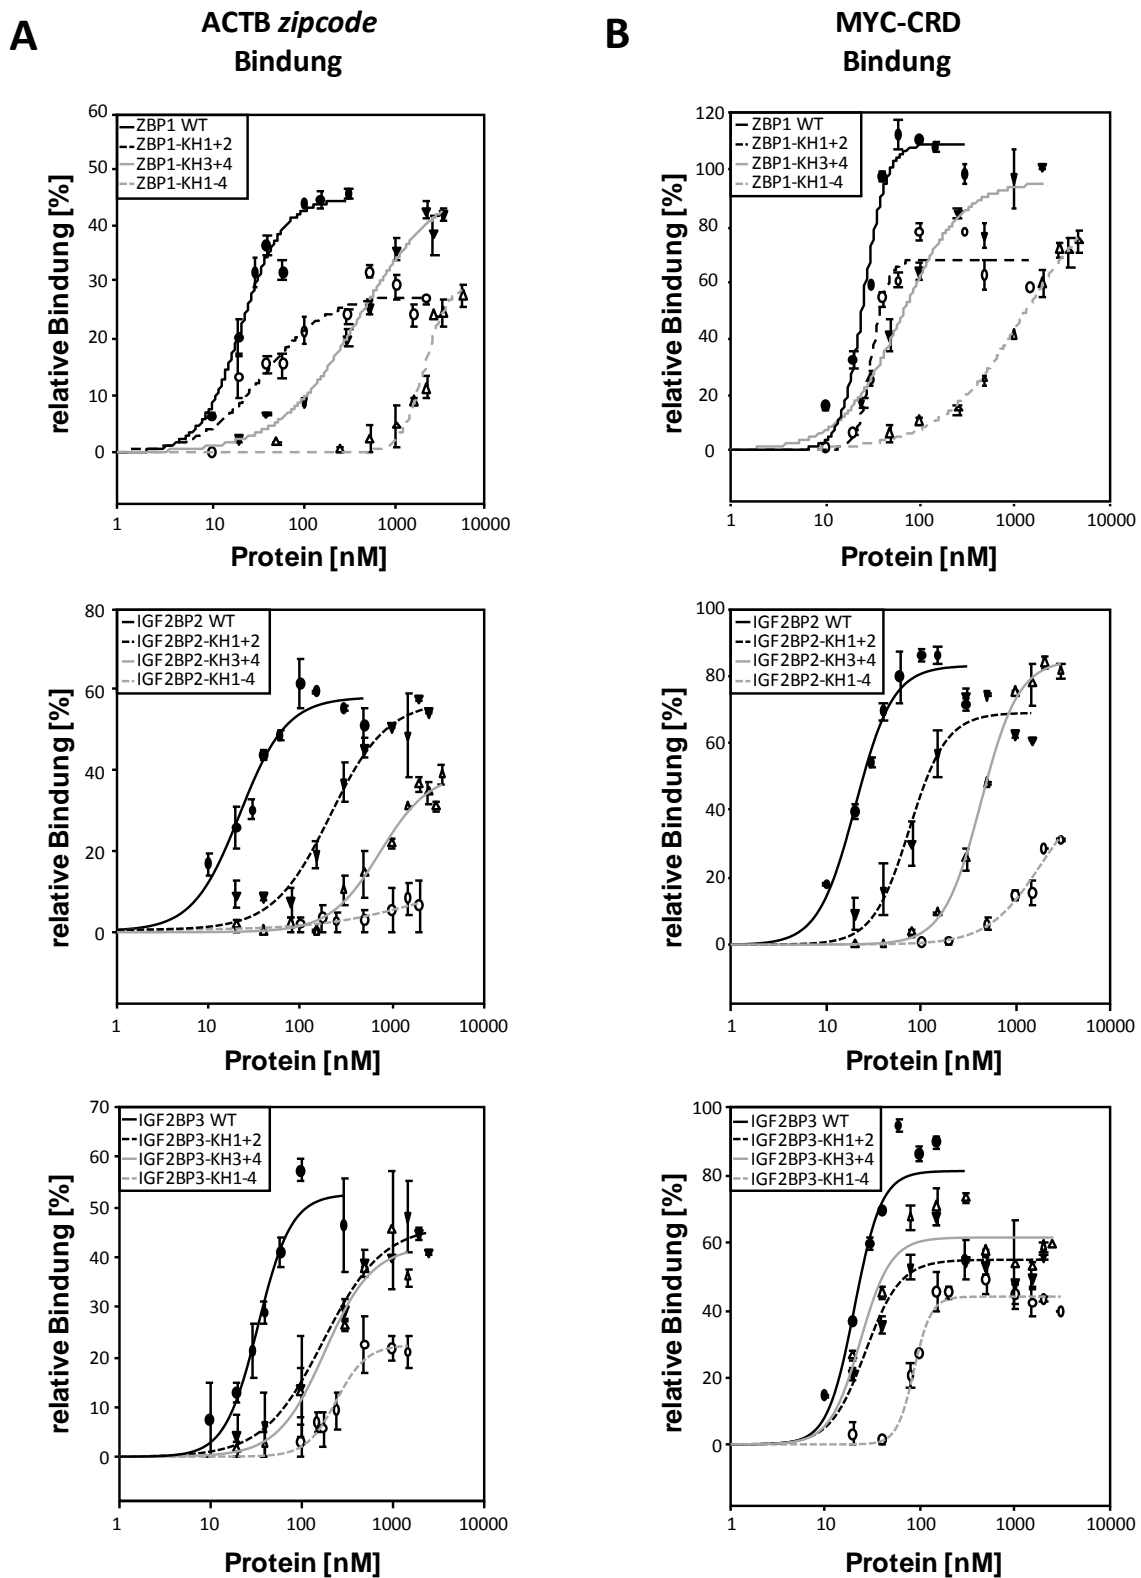 A
ACTB zipcode
Bindung
relative Bindung [%]
60
50
40
30
20
10
0
ZBP1 WT
ZBP1-KH1+2
ZBP1-KH3+4
ZBP1-KH1-4
1 10 100 1000 10000
Protein [nM]
relative Bindung [%]
80
60
40
20
0
IGF2BP2 WT
IGF2BP2-KH1+2
IGF2BP2-KH3+4
IGF2BP2-KH1-4
1 10 100 1000 10000
Protein [nM]
relative Bindung [%]
70
60
50
40
30
20
10
0
IGF2BP3 WT
IGF2BP3-KH1+2
IGF2BP3-KH3+4
IGF2BP3-KH1-4
1 10 100 1000 10000
Protein [nM]
B
MYC-CRD
Bindung
relative Bindung [%]
120
100
80
60
40
20
0
ZBP1 WT
ZBP1-KH1+2
ZBP1-KH3+4
ZBP1-KH1-4
1 10 100 1000 10000
Protein [nM]
relative Bindung [%]
100
80
60
40
20
0
IGF2BP2 WT
IGF2BP2-KH1+2
IGF2BP2-KH3+4
IGF2BP2-KH1-4
1 10 100 1000 10000
Protein [nM]
relative Bindung [%]
100
80
60
40
20
0
IGF2BP3 WT
IGF2BP3-KH1+2
IGF2BP3-KH3+4
IGF2BP3-KH1-4
1 10 100 1000 10000
Protein [nM]